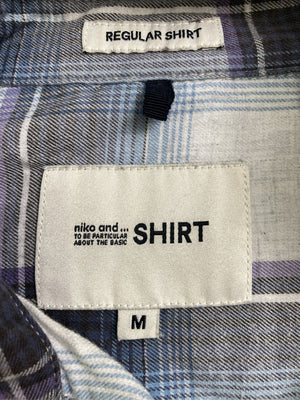 REGULAR SHIRT
niko and ... SHIRT
TO BE PARTICULAR
ABOUT THE BASIC
M